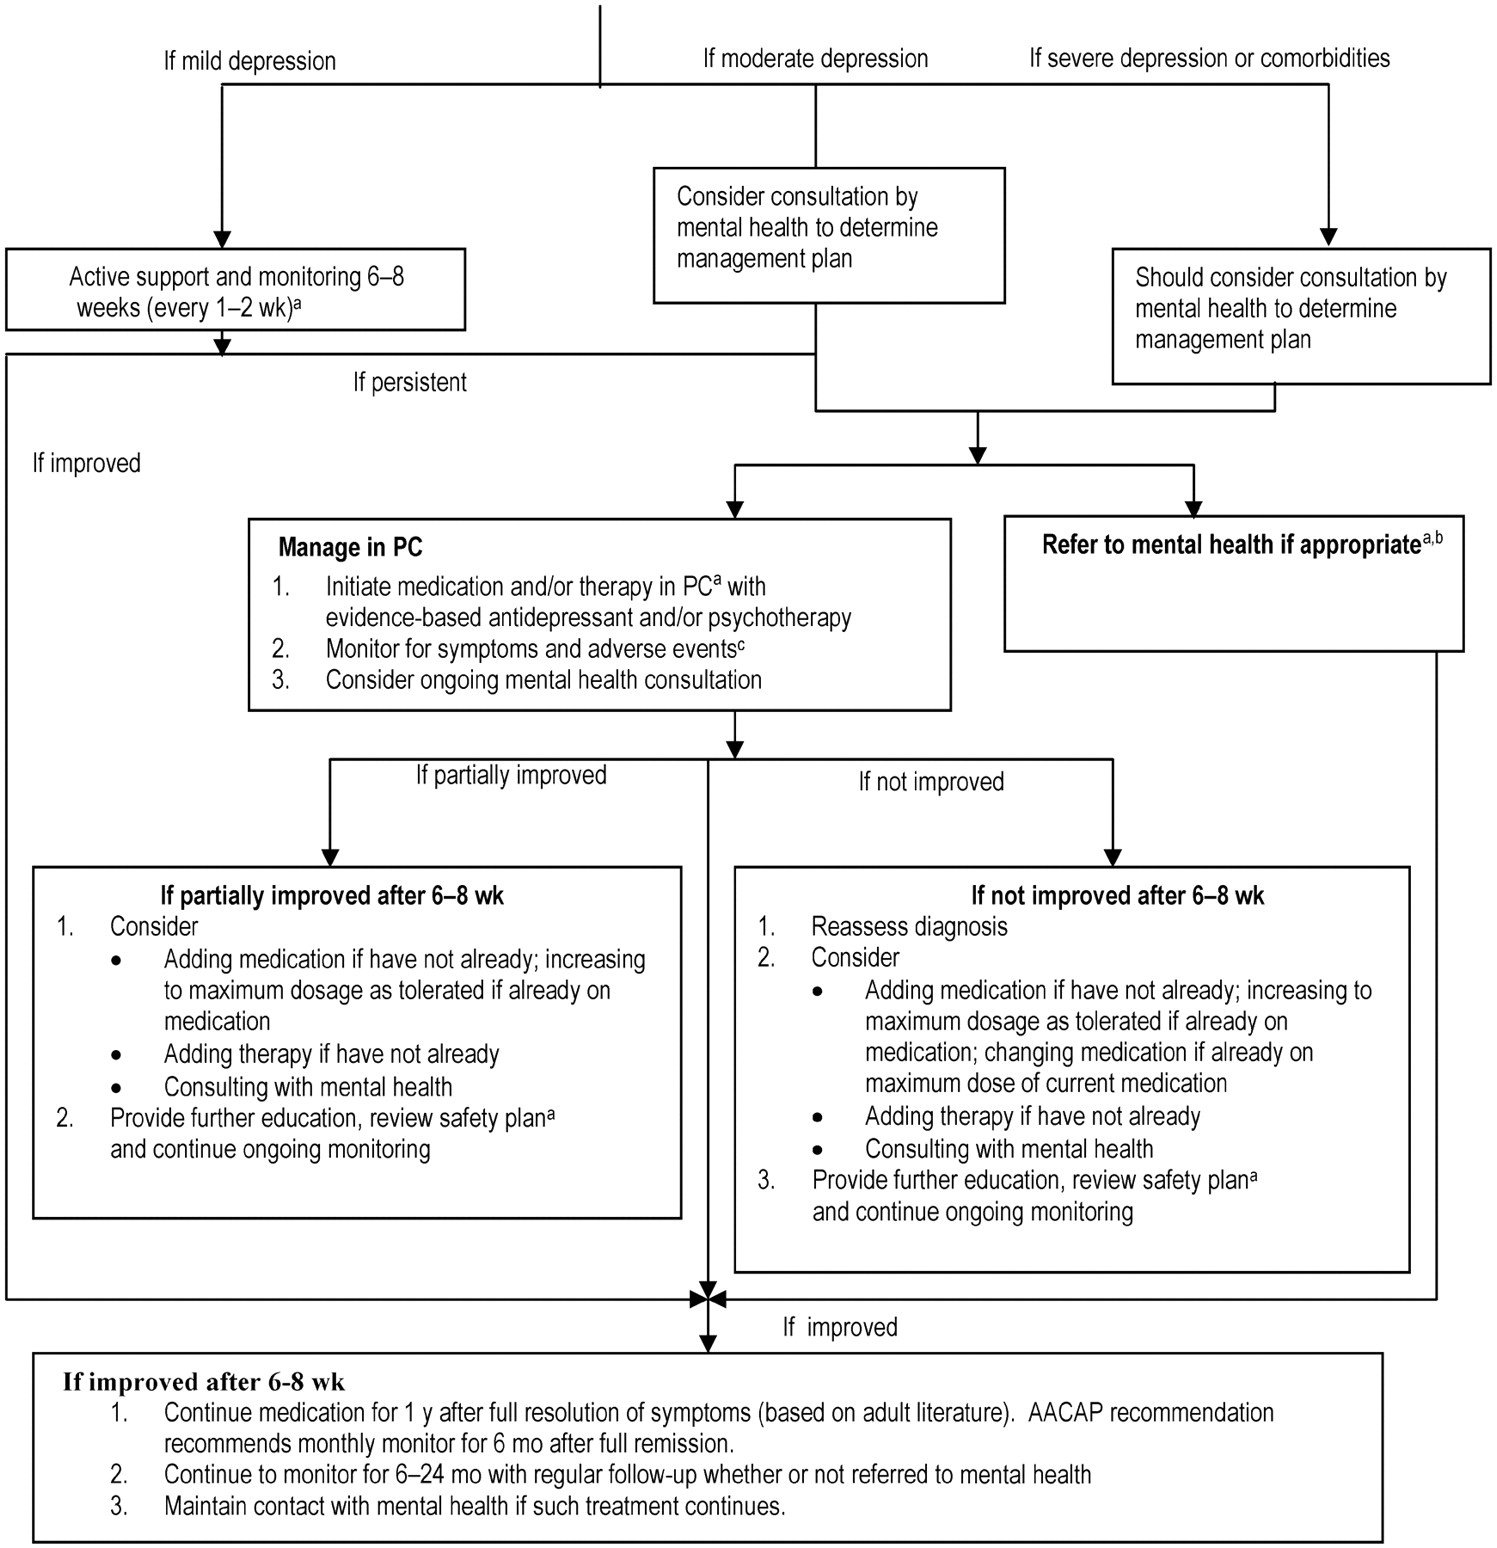 If mild depression
If moderate depression
If severe depression or comorbidities
Consider consultation by
mental health to determine
management plan
Active support and monitoring 6–8
weeks (every 1–2 wk)a
Should consider consultation by
mental health to determine
management plan
If persistent
If improved
Manage in PC
1. Initiate medication and/or therapy in PCa with
evidence-based antidepressant and/or psychotherapy
2. Monitor for symptoms and adverse eventsc
3. Consider ongoing mental health consultation
Refer to mental health if appropriatea,b
If partially improved
If not improved
If partially improved after 6–8 wk
1. Consider
• Adding medication if have not already; increasing
to maximum dosage as tolerated if already on
medication
• Adding therapy if have not already
• Consulting with mental health
2. Provide further education, review safety plana
and continue ongoing monitoring
If not improved after 6–8 wk
1. Reassess diagnosis
2. Consider
• Adding medication if have not already; increasing to
maximum dosage as tolerated if already on
medication; changing medication if already on
maximum dose of current medication
• Adding therapy if have not already
• Consulting with mental health
3. Provide further education, review safety plana
and continue ongoing monitoring
If improved
If improved after 6-8 wk
1. Continue medication for 1 y after full resolution of symptoms (based on adult literature). AACAP recommendation
recommends monthly monitor for 6 mo after full remission.
2. Continue to monitor for 6–24 mo with regular follow-up whether or not referred to mental health
3. Maintain contact with mental health if such treatment continues.